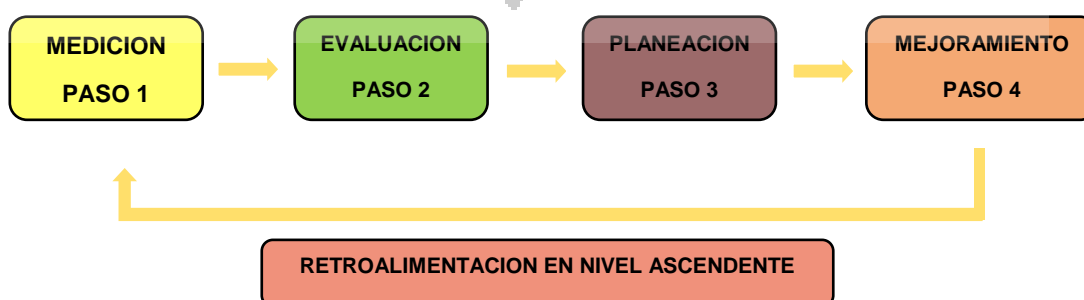 MEDICION
PASO 1
EVALUACION
PASO 2
PLANEACION
PASO 3
MEJORAMIENTO
PASO 4
RETROALIMENTACION EN NIVEL ASCENDENTE